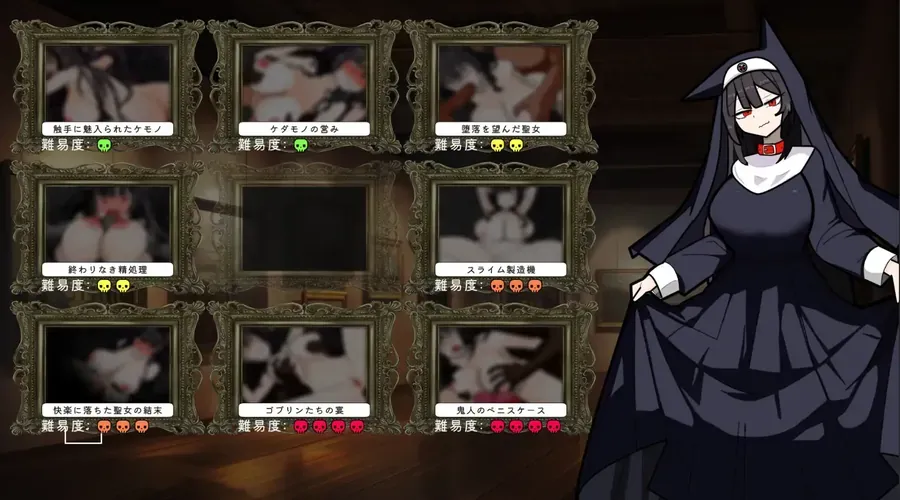 触手に魅入られたケモノ
難易度:
ケダモノの営み
難易度:
堕落を望んだ聖女
難易度:
終わりなき精処理
難易度:
スライム製造機
難易度:
快楽に落ちた聖女の結末
難易度:
ゴブリンたちの宴
難易度:
鬼人のペニスケース
難易度: